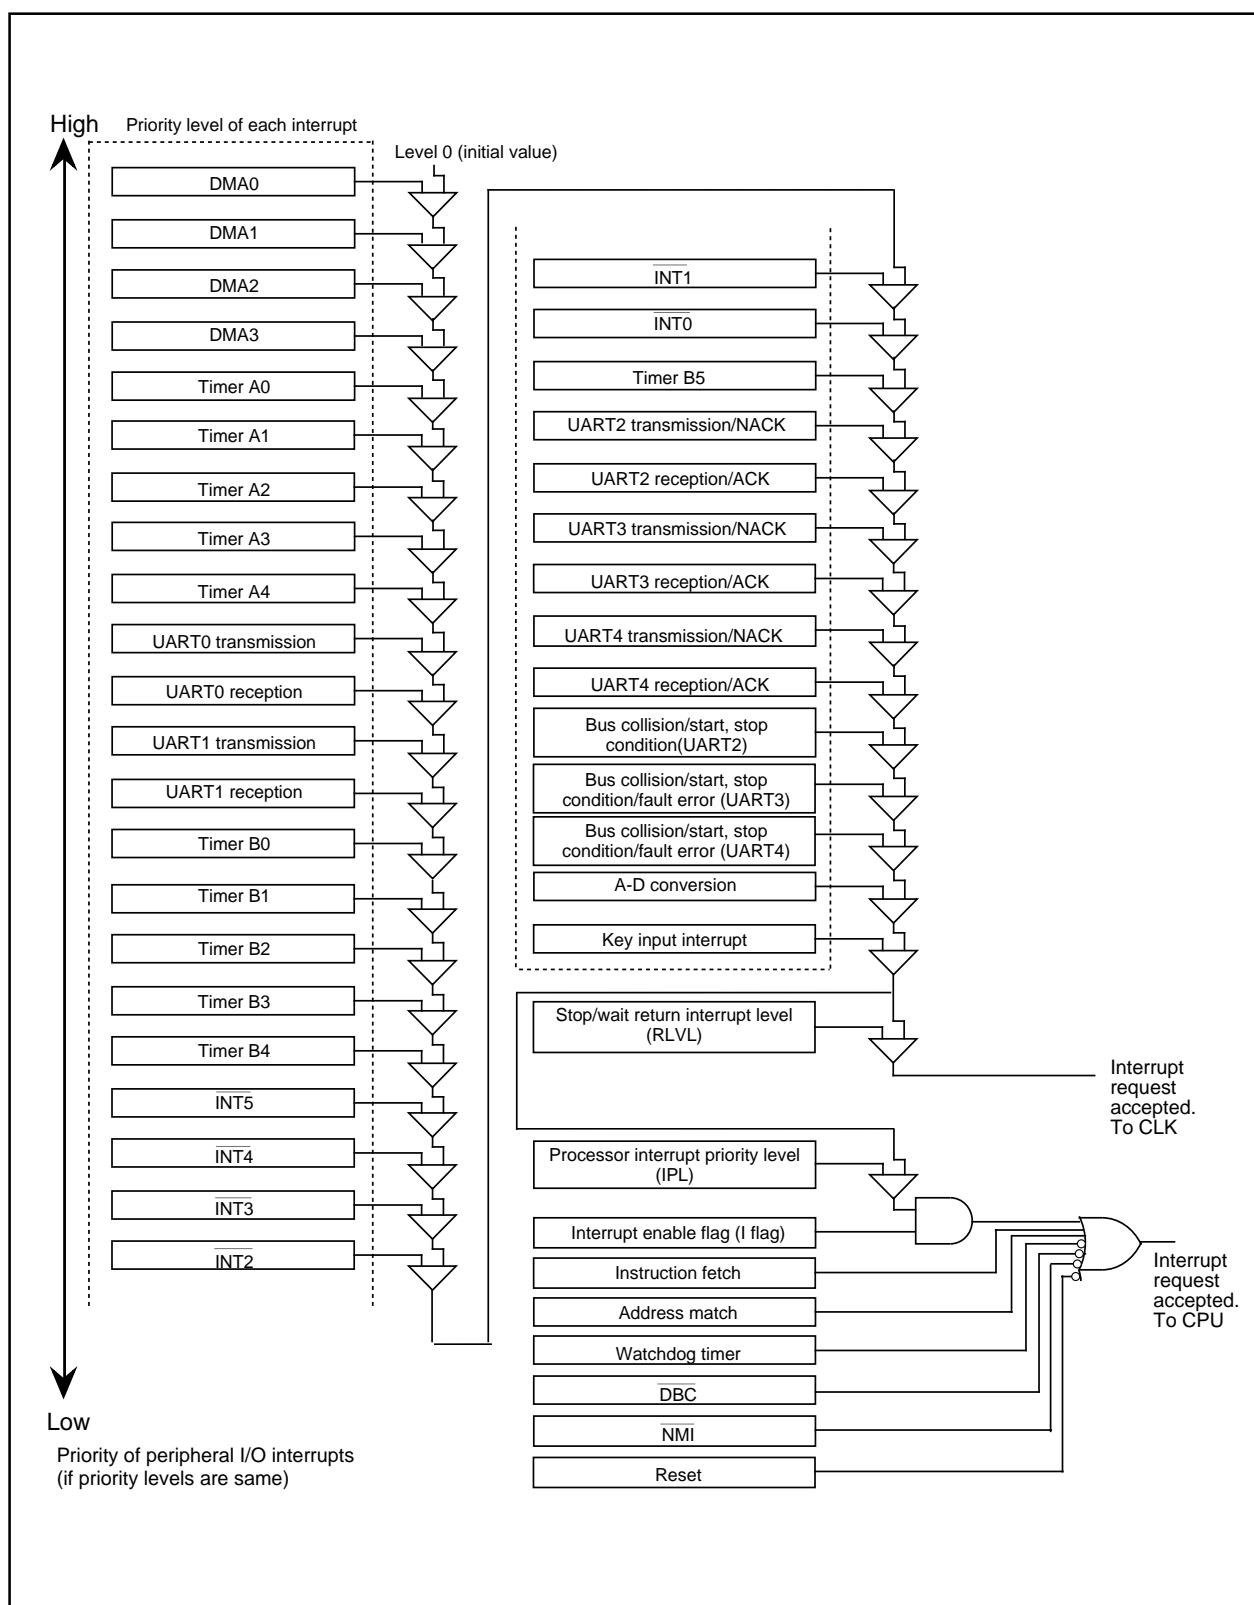 High
Priority level of each interrupt
Level 0 (initial value)
DMA0
DMA1
DMA2
DMA3
Timer A0
Timer A1
Timer A2
Timer A3
Timer A4
UART0 transmission
UART0 reception
UART1 transmission
UART1 reception
Timer B0
Timer B1
Timer B2
Timer B3
Timer B4
INT5
INT4
INT3
INT2
Low
Priority of peripheral I/O interrupts
(if priority levels are same)
INT1
INT0
Timer B5
UART2 transmission/NACK
UART2 reception/ACK
UART3 transmission/NACK
UART3 reception/ACK
UART4 transmission/NACK
UART4 reception/ACK
Bus collision/start, stop
condition(UART2)
Bus collision/start, stop
condition/fault error (UART3)
Bus collision/start, stop
condition/fault error (UART4)
A-D conversion
Key input interrupt
Stop/wait return interrupt level
(RLVL)
Interrupt
request
accepted.
To CLK
Processor interrupt priority level
(IPL)
Interrupt enable flag (I flag)
Instruction fetch
Address match
Watchdog timer
DBC
NMI
Reset
Interrupt
request
accepted.
To CPU